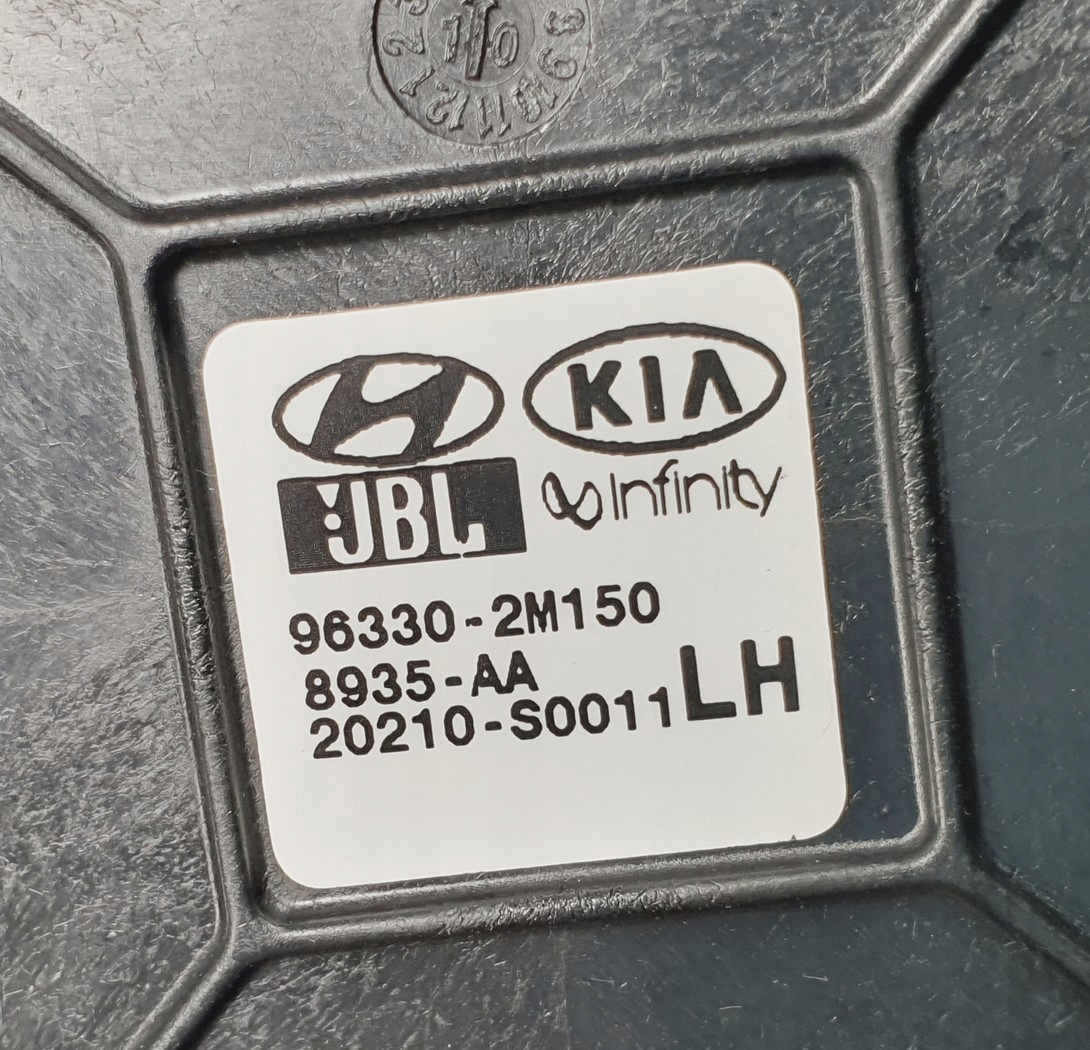 KIA
JBL
infinity
96330-2M150
8935-AA
20210-S0011
LH